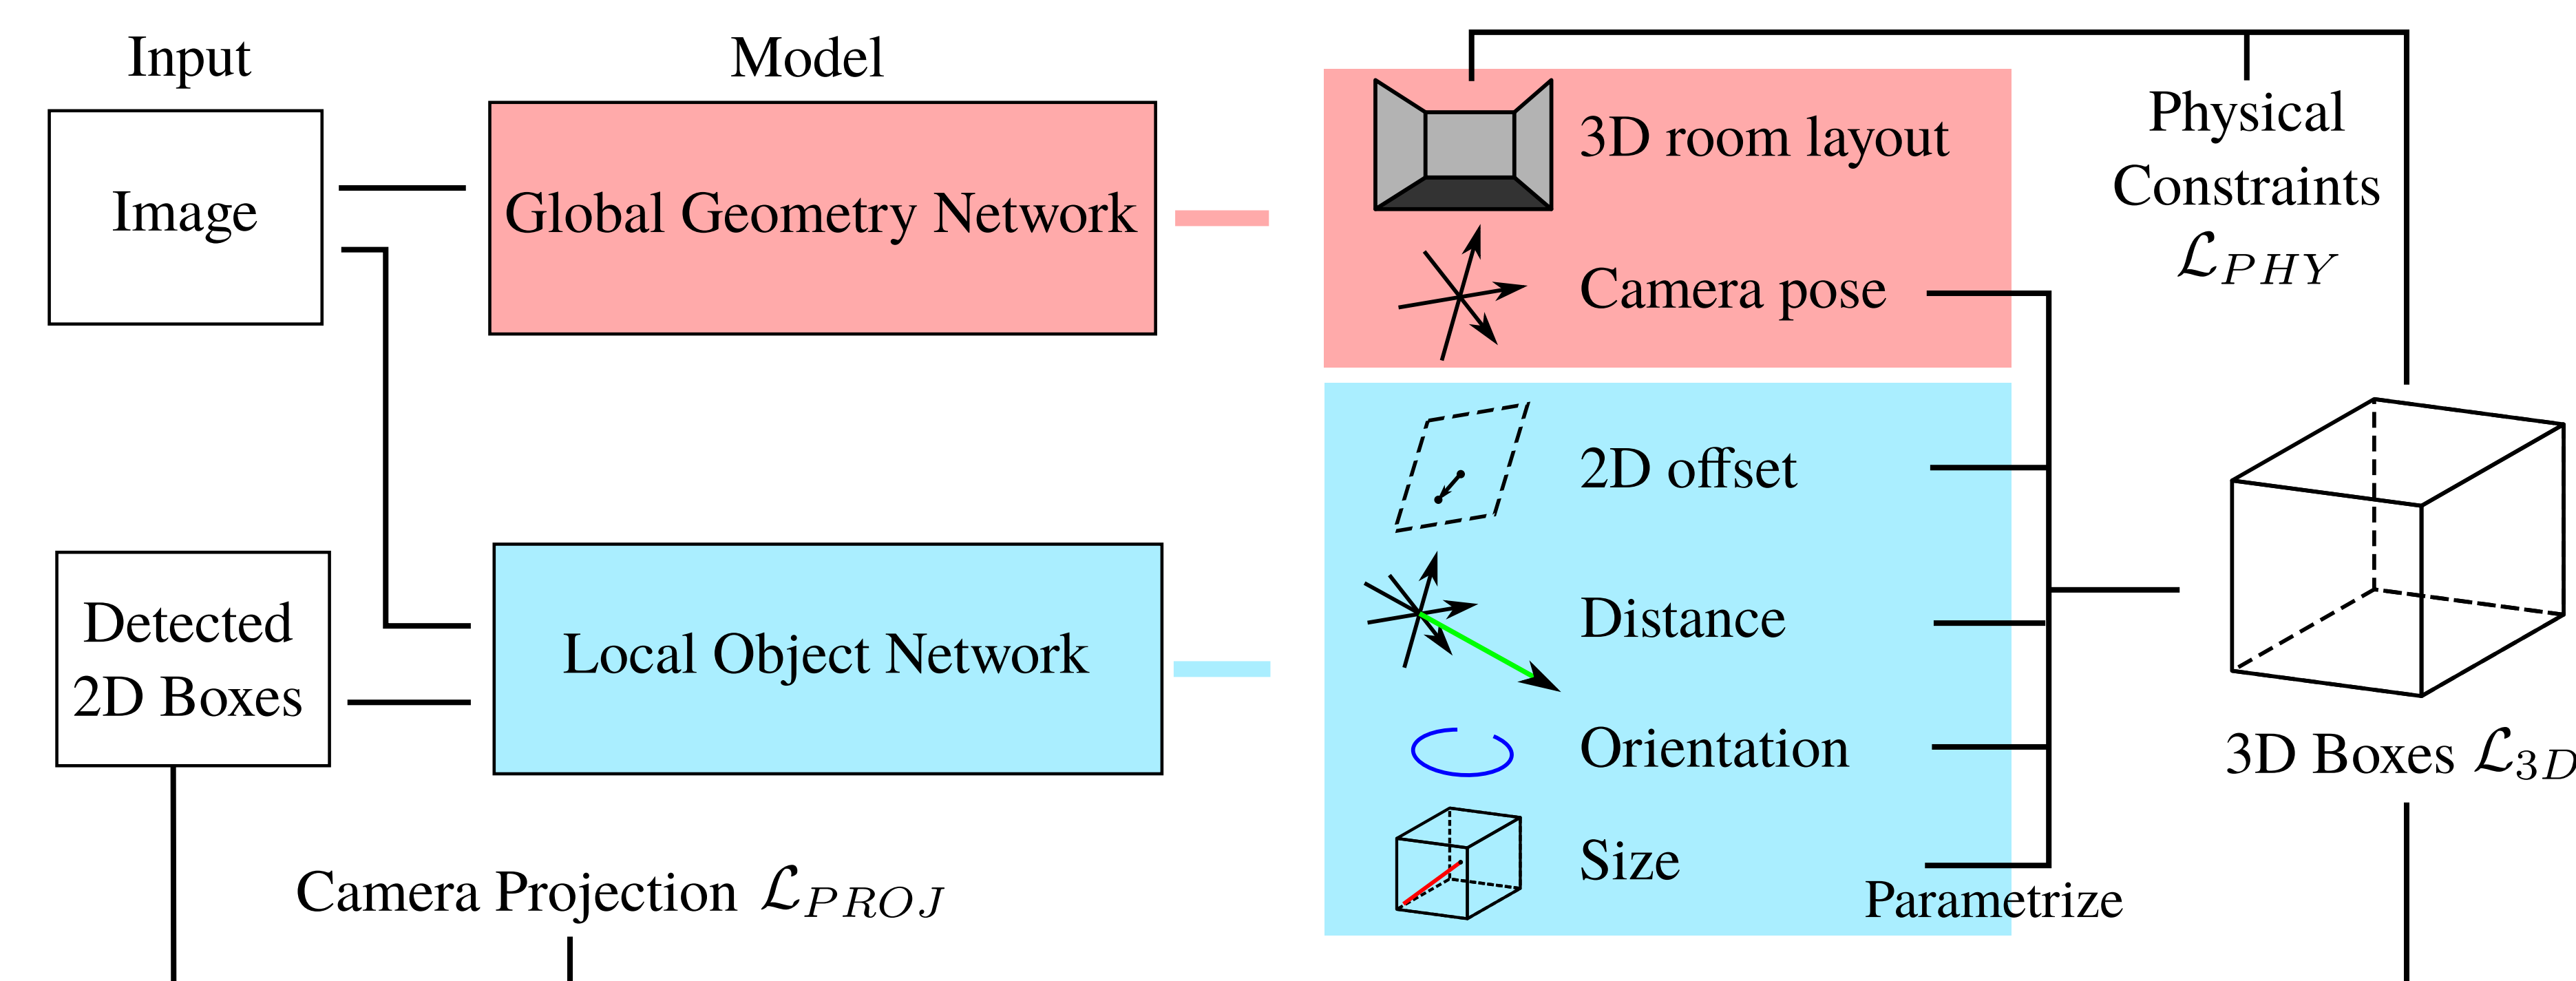 Input
Model
Image
Global Geometry Network
3D room layout
Camera pose
Physical
Constraints
ℒ_PHY
Detected
2D Boxes
Local Object Network
2D offset
Distance
Orientation
Size
Parametrize
3D Boxes ℒ_3D
Camera Projection ℒ_PROJ